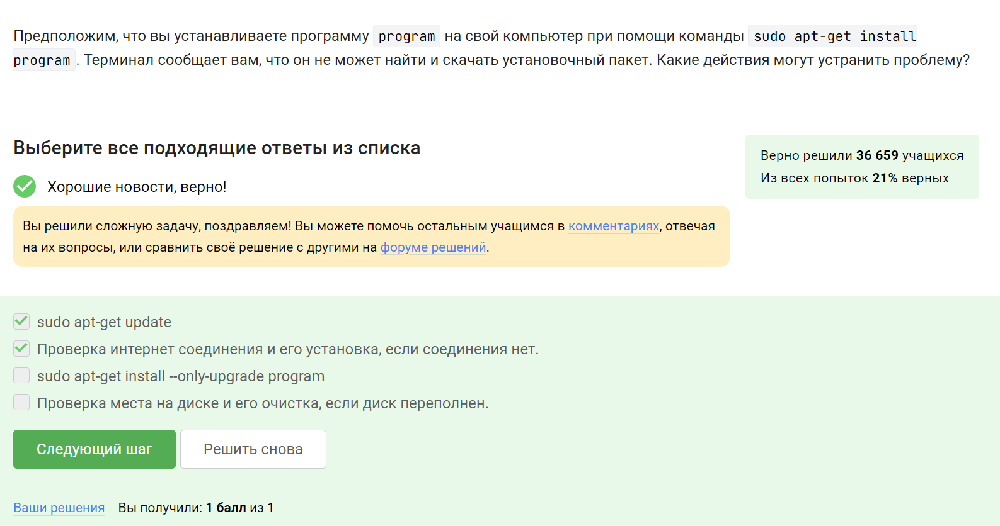 Предположим, что вы устанавливаете программу program на свой компьютер при помощи команды sudo apt-get install
program. Терминал сообщает вам, что он не может найти и скачать установочный пакет. Какие действия могут устранить проблему?
Выберите все подходящие ответы из списка
Верно решили 36 659 учащихся
Из всех попыток 21% верных
Хорошие новости, верно!
Вы решили сложную задачу, поздравляем! Вы можете помочь остальным учащимся в комментариях, отвечая
на их вопросы, или сравнить своё решение с другими на форуме решений.
sudo apt-get update
Проверка интернет соединения и его установка, если соединения нет.
sudo apt-get install --only-upgrade program
Проверка места на диске и его очистка, если диск переполнен.
Следующий шаг Решить снова
Ваши решения Вы получили: 1 балл из 1